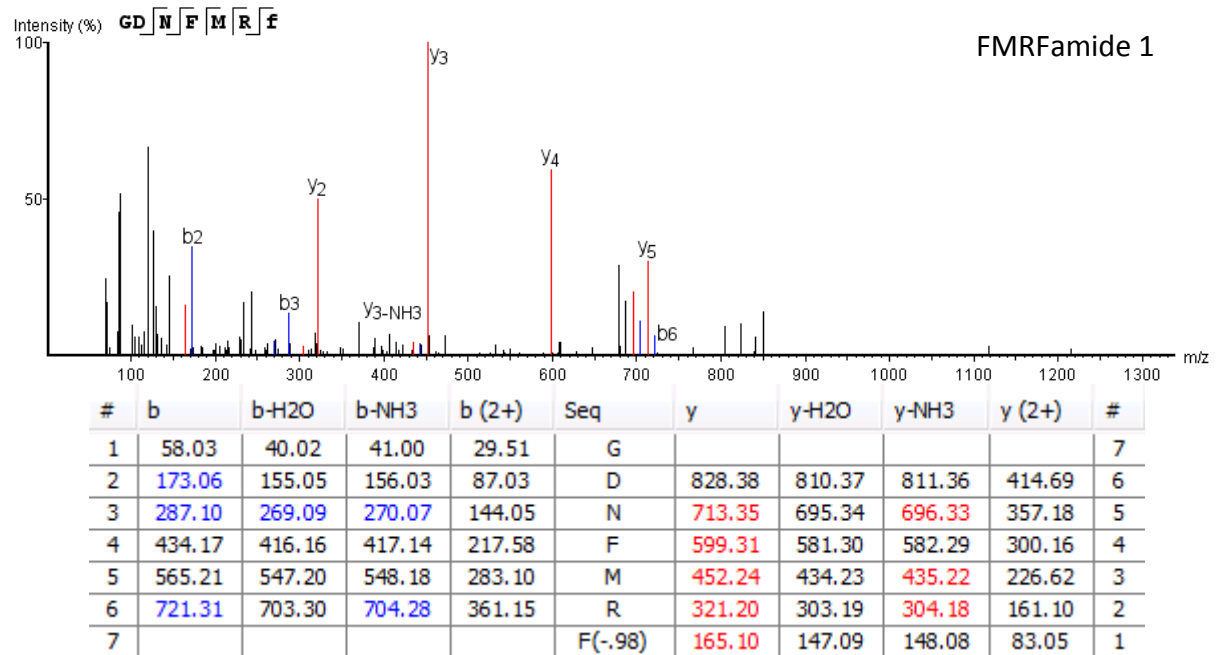 Intensity (%) GD N F M R f
FMRFamide 1
100
y3
y4
50
y2
b2
y5
b3
y3-NH3
b6
100 200 300 400 500 600 700 800 900 1000 1100 1200 1300 m/z
# b b-H2O b-NH3 b (2+) Seq y y-H2O y-NH3 y (2+) #
1 58.03 40.02 41.00 29.51 G 7
2 173.06 155.05 156.03 87.03 D 828.38 810.37 811.36 414.69 6
3 287.10 269.09 270.07 144.05 N 713.35 695.34 696.33 357.18 5
4 434.17 416.16 417.14 217.58 F 599.31 581.30 582.29 300.16 4
5 565.21 547.20 548.18 283.10 M 452.24 434.23 435.22 226.62 3
6 721.31 703.30 704.28 361.15 R 321.20 303.19 304.18 161.10 2
7 F(-.98) 165.10 147.09 148.08 83.05 1